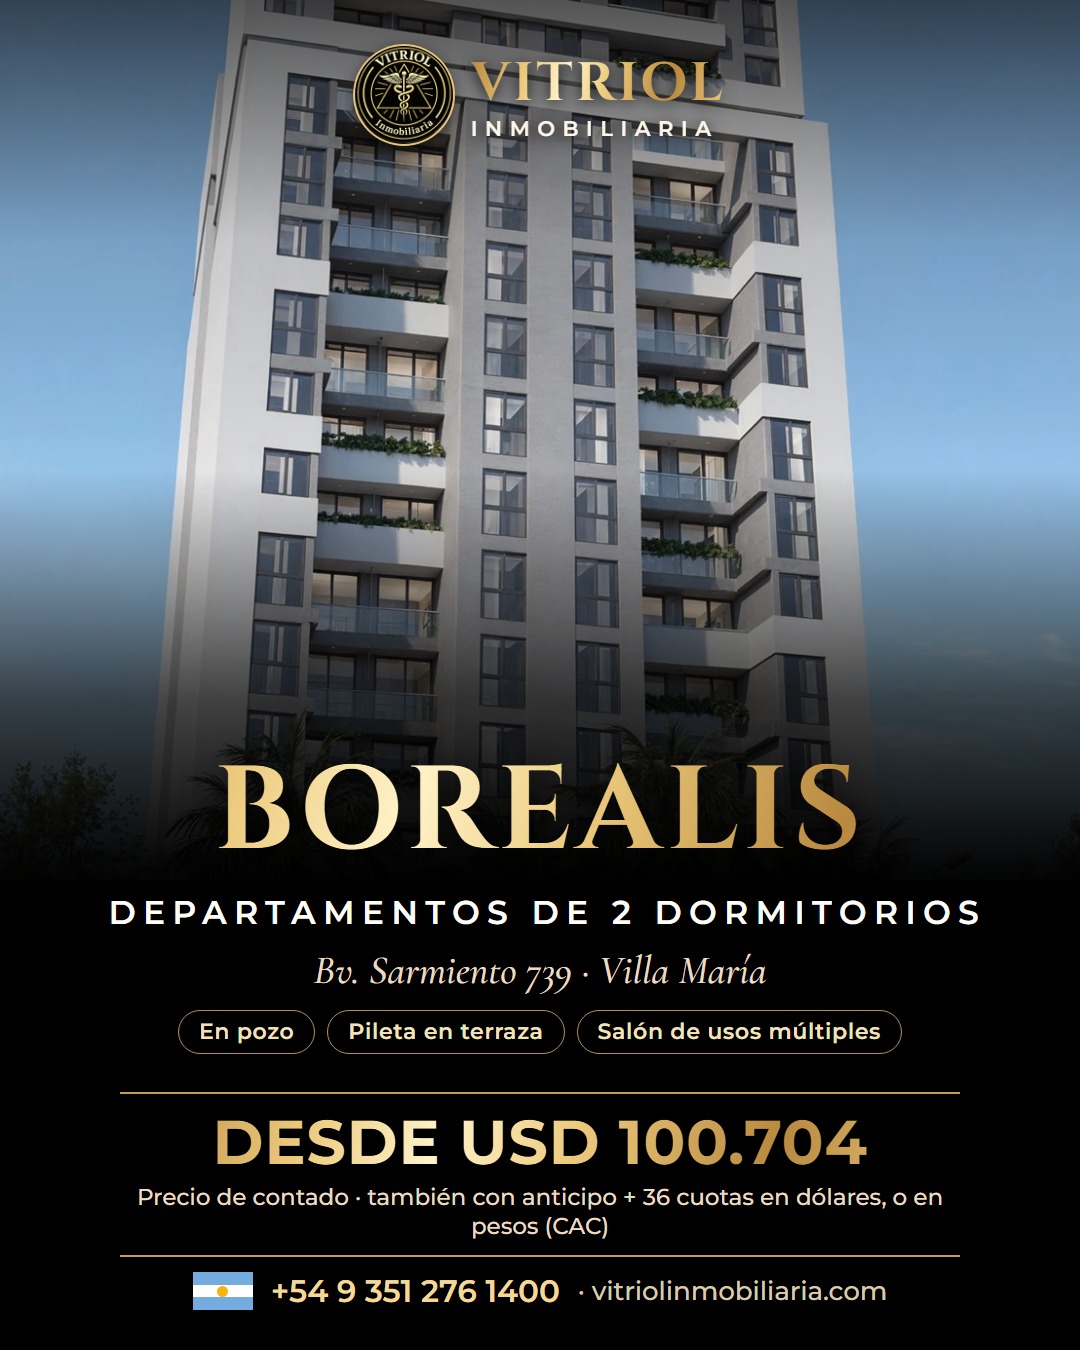 VITRIOL
Inmobiliaria
VITRIOL
INMOBILIARIA
BOREALIS
DEPARTAMENTOS DE 2 DORMITORIOS
Bv. Sarmiento 739 · Villa María
En pozo
Pileta en terraza
Salón de usos múltiples
DESDE USD 100.704
Precio de contado · también con anticipo + 36 cuotas en dólares, o en
pesos (CAC)
+54 9 351 276 1400 · vitriolinmobiliaria.com